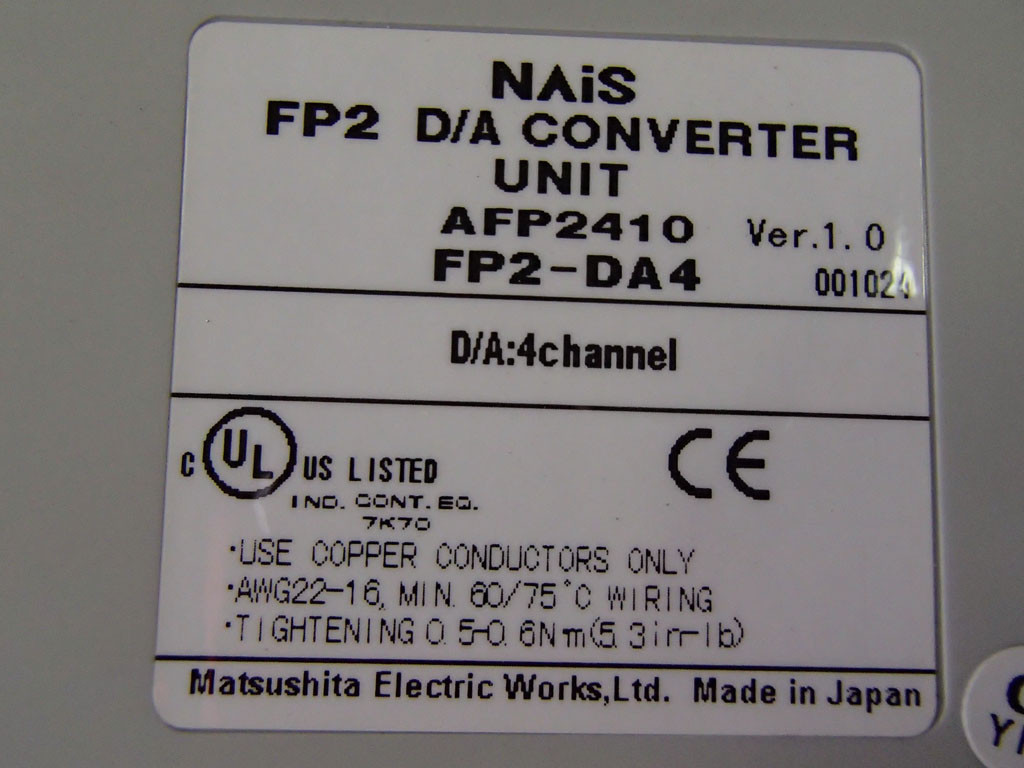 NAiS
FP2 D/A CONVERTER
UNIT
AFP2410 Ver.1.0
FP2-DA4 001024
D/A:4channel
C UL US LISTED CE
IND. CONT. EQ.
7K70
·USE COPPER CONDUCTORS ONLY
·AWG22-16, MIN. 60/75°C WIRING
·TIGHTENING 0.5-0.6Nm(5.3in-lb)
Matsushita Electric Works,Ltd. Made in Japan